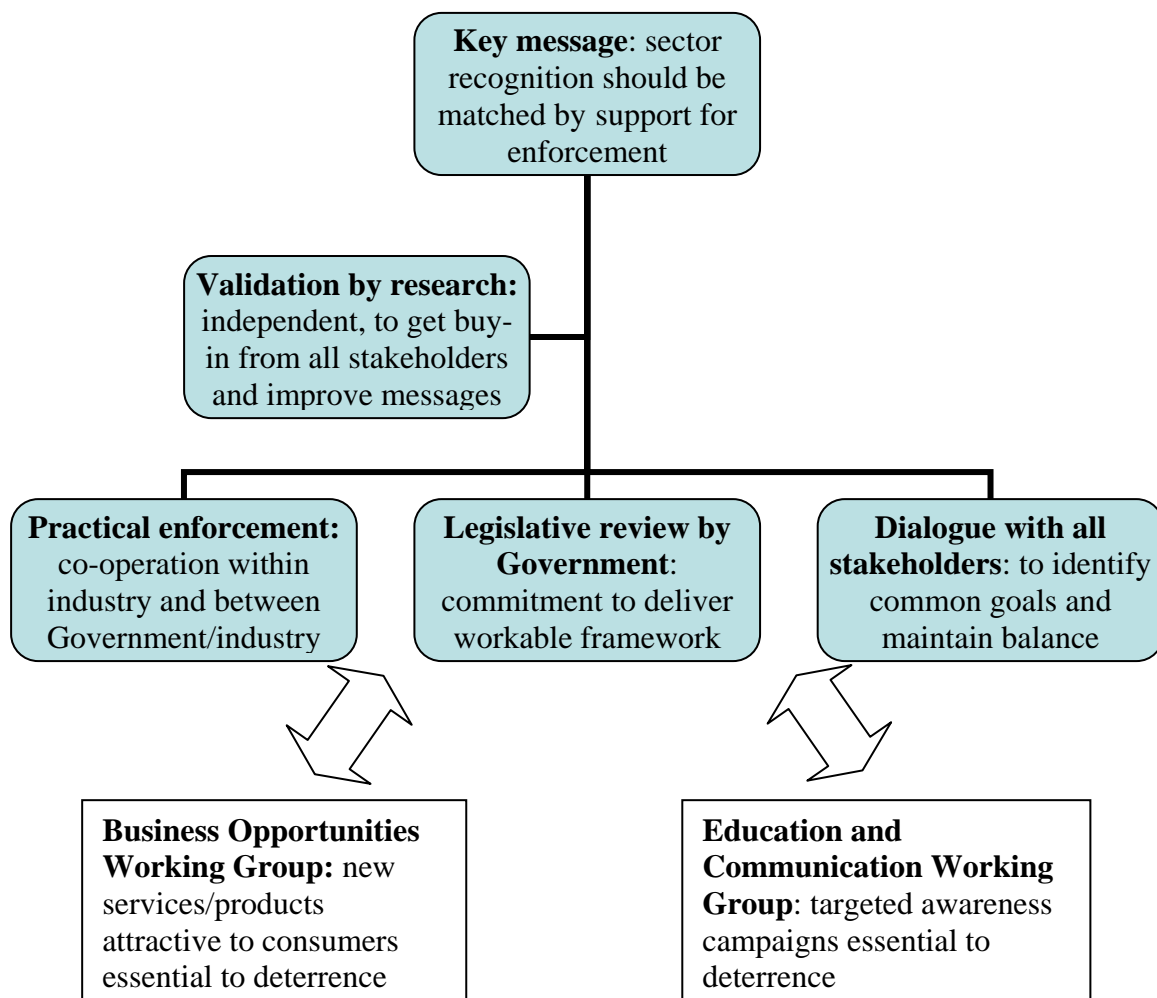 Key message: sector
recognition should be
matched by support for
enforcement
Validation by research:
independent, to get buy-
in from all stakeholders
and improve messages
Practical enforcement:
co-operation within
industry and between
Government/industry
Legislative review by
Government:
commitment to deliver
workable framework
Dialogue with all
stakeholders: to identify
common goals and
maintain balance
Business Opportunities
Working Group: new
services/products
attractive to consumers
essential to deterrence
Education and
Communication Working
Group: targeted awareness
campaigns essential to
deterrence